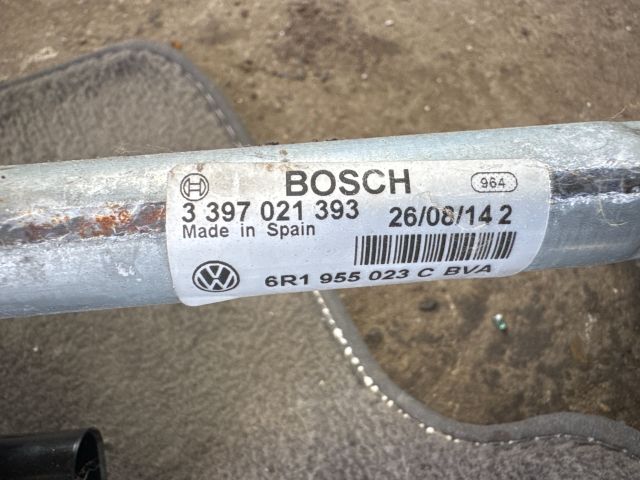 BOSCH 964
3 397 021 393 26/08/14 2
Made in Spain
6R1 955 023 C BVA